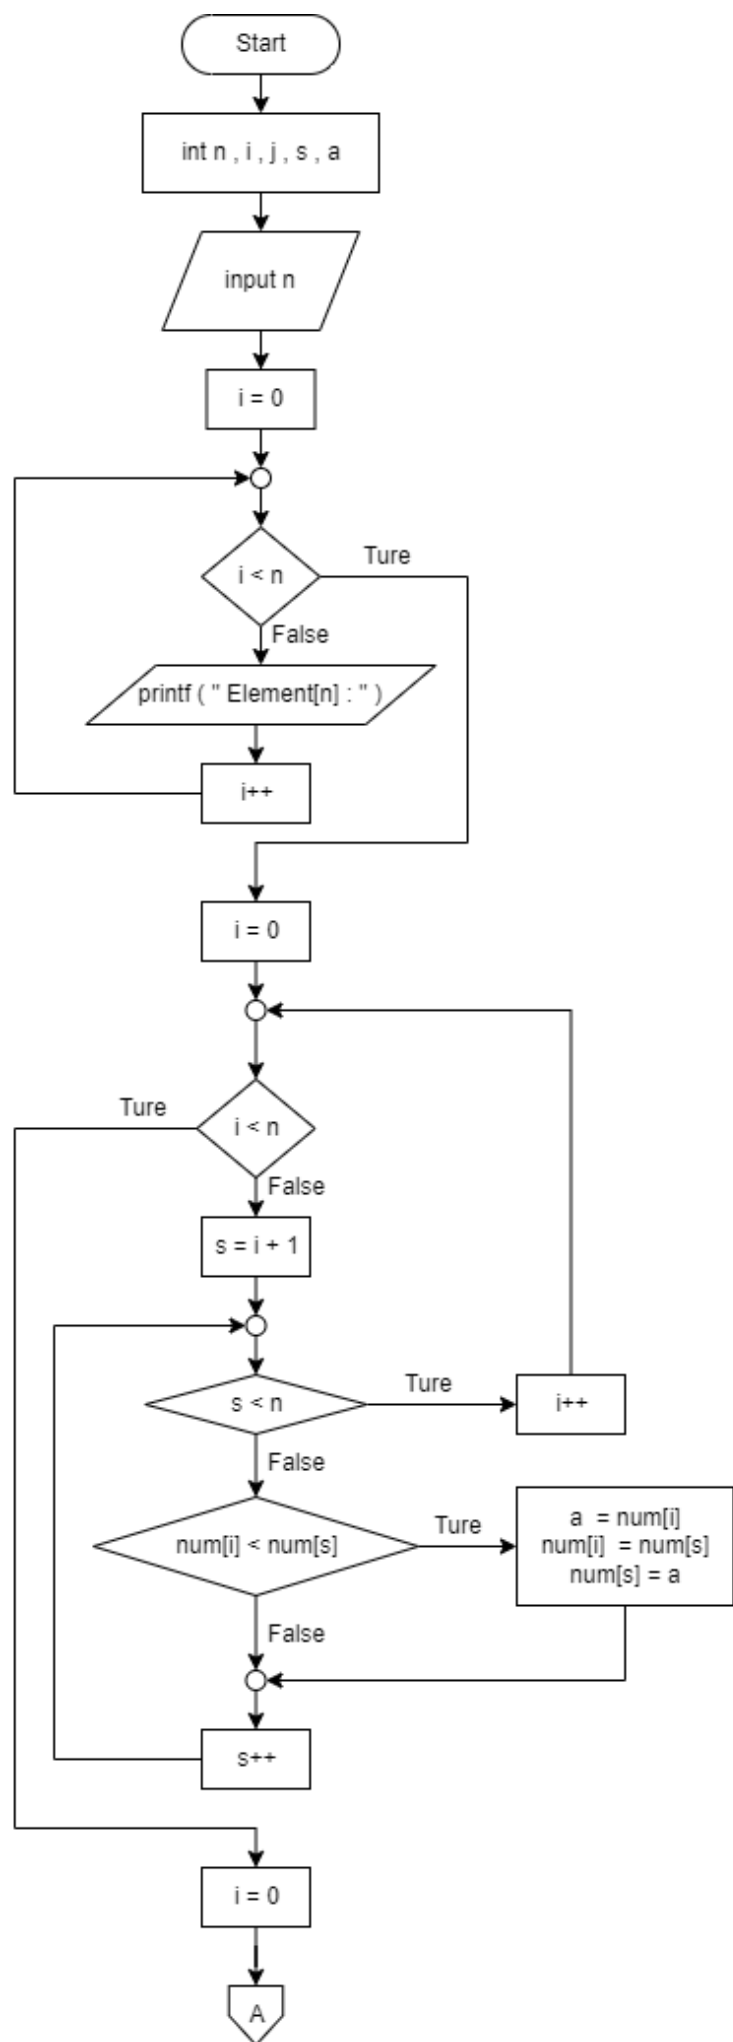 Start
int n , i , j , s , a
input n
i = 0
i < n
Ture
False
printf ( " Element[n] : " )
i++
i = 0
Ture
i < n
False
s = i + 1
s < n
Ture
i++
False
num[i] < num[s]
Ture
a  = num[i]
num[i]  = num[s]
num[s] = a
False
s++
i = 0
A